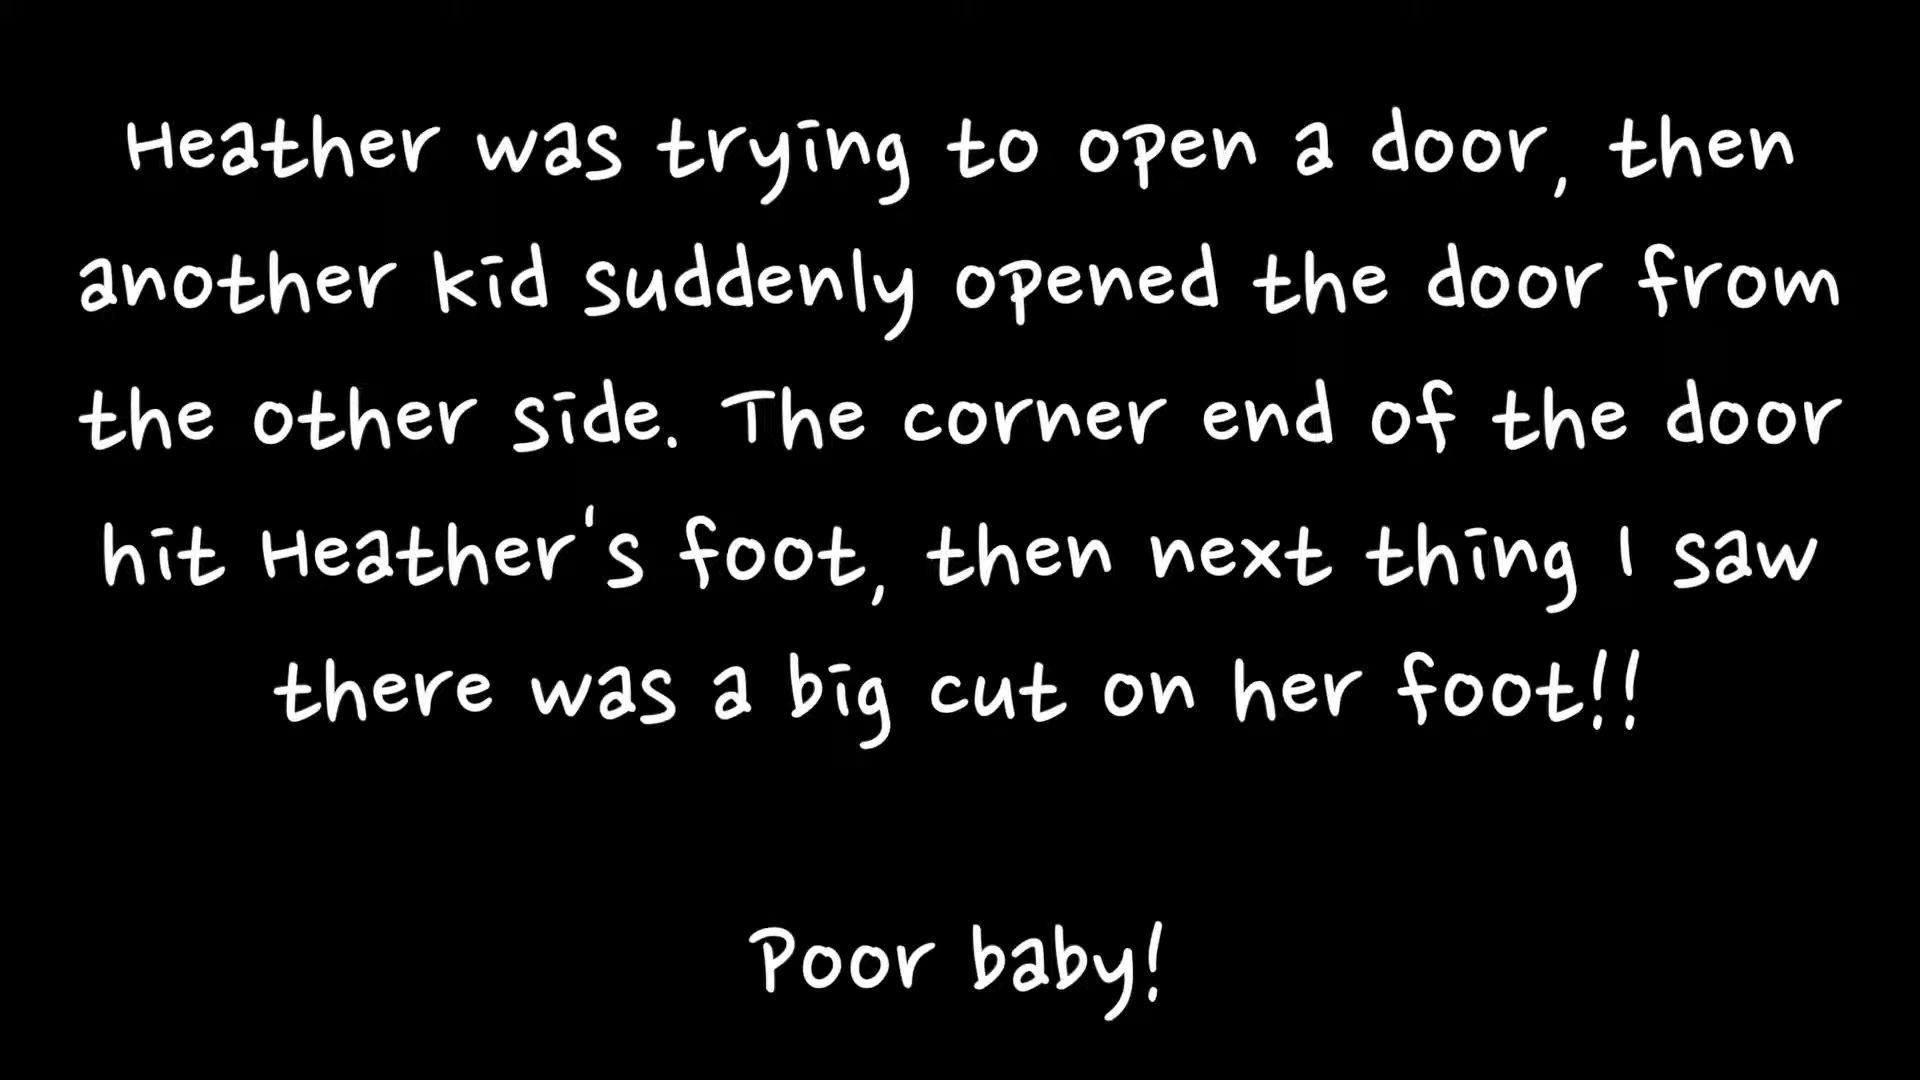 Heather was trying to open a door, then
another kid suddenly opened the door from
the other side. The corner end of the door
hit Heather's foot, then next thing I saw
there was a big cut on her foot!!
Poor baby!